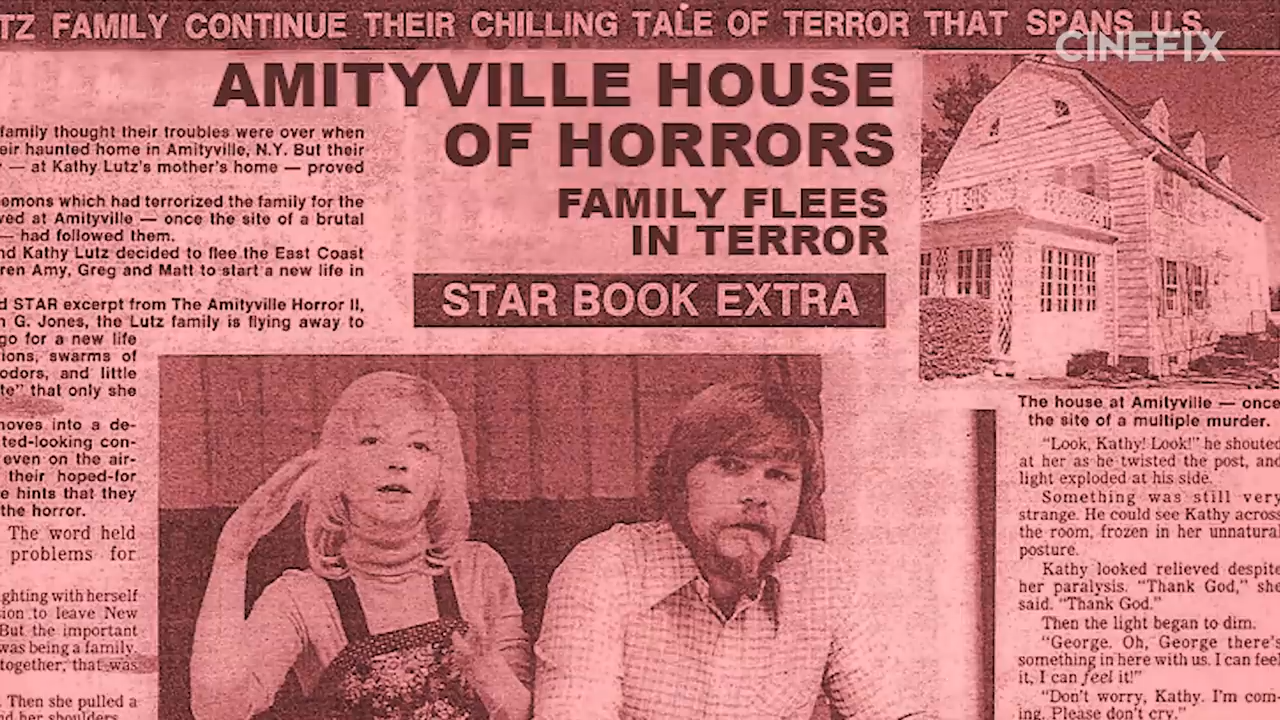 TZ FAMILY CONTINUE THEIR CHILLING TALE OF TERROR THAT SPANS U.S.
CINEFIX
AMITYVILLE HOUSE
OF HORRORS
FAMILY FLEES
IN TERROR
STAR BOOK EXTRA
family thought their troubles were over when
eir haunted home in Amityville, N.Y. But their
— at Kathy Lutz's mother's home — proved
emons which had terrorized the family for the
ved at Amityville — once the site of a brutal
— had followed them.
nd Kathy Lutz decided to flee the East Coast
ren Amy, Greg and Matt to start a new life in
d STAR excerpt from The Amityville Horror II,
n G. Jones, the Lutz family is flying away to
go for a new life
ions, swarms of
odors, and little
te" that only she
noves into a de-
ted-looking con-
even on the air-
their hoped-for
e hints that they
the horror.
The word held
problems for
ghting with herself
sion to leave New
But the important
was being a family.
together, that was
Then she pulled a
nd her shoulders
The house at Amityville — once
the site of a multiple murder.
"Look, Kathy! Look!" he shouted
at her as he twisted the post, and
light exploded at his side.
Something was still very
strange. He could see Kathy across
the room, frozen in her unnatural
posture.
Kathy looked relieved despite
her paralysis. "Thank God," she
said. "Thank God."
Then the light began to dim.
"George. Oh, George there's
something in here with us. I can feel
it, I can feel it!"
"Don't worry, Kathy. I'm com-
ing. Please don't cry."